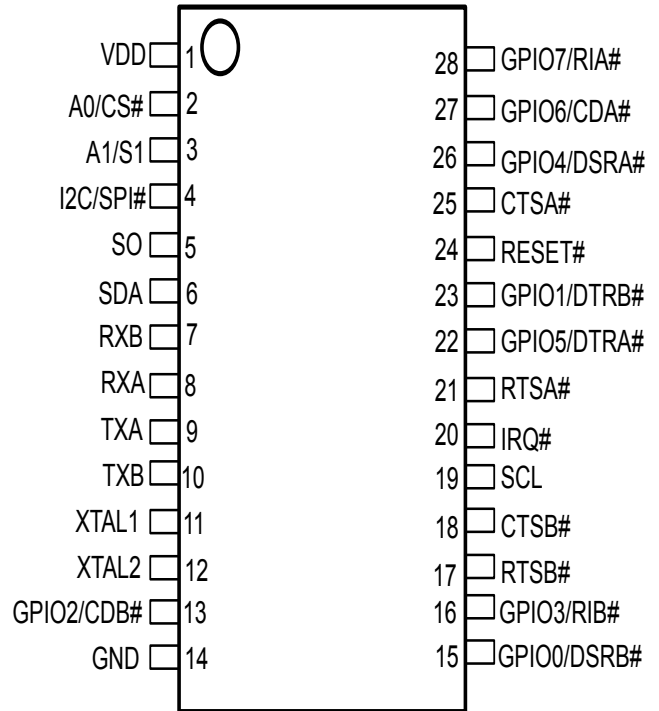 VDD 1 28 GPIO7/RIA#
A0/CS# 2 27 GPIO6/CDA#
A1/S1 3 26 GPIO4/DSRA#
I2C/SPI# 4 25 CTSA#
SO 5 24 RESET#
SDA 6 23 GPIO1/DTRB#
RXB 7 22 GPIO5/DTRA#
RXA 8 21 RTSA#
TXA 9 20 IRQ#
TXB 10 19 SCL
XTAL1 11 18 CTSB#
XTAL2 12 17 RTSB#
GPIO2/CDB# 13 16 GPIO3/RIB#
GND 14 15 GPIO0/DSRB#